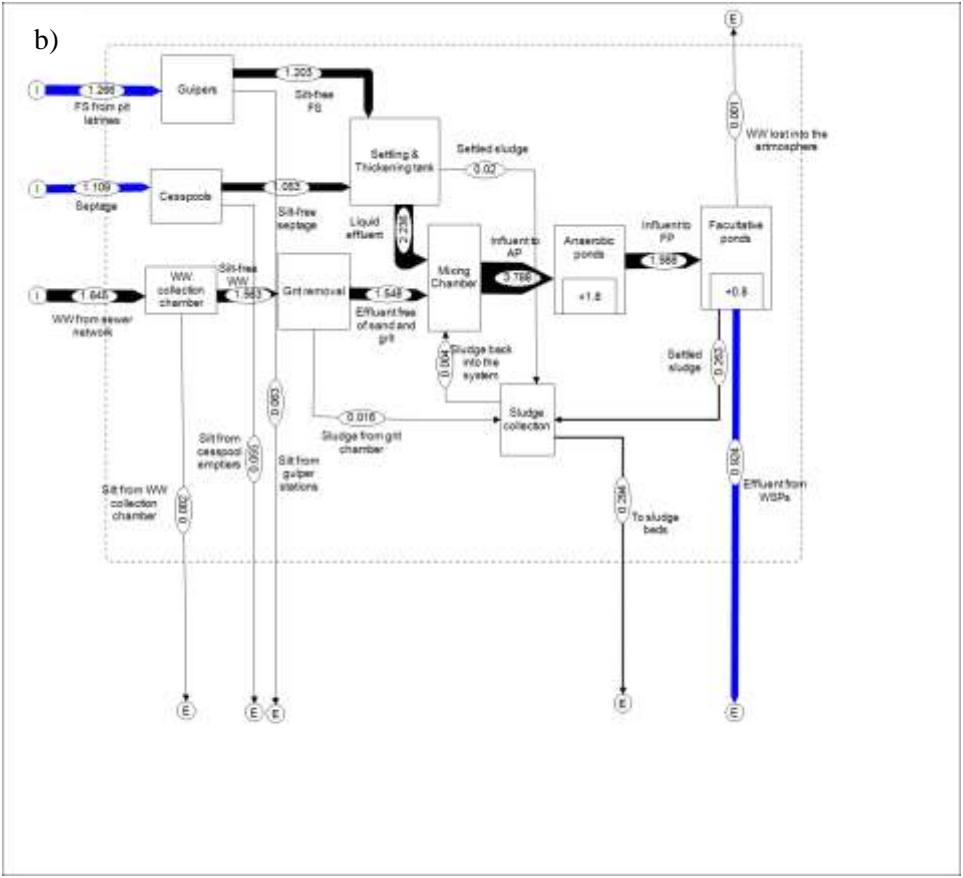 b)
E
I
1.266
FS from pit
latrines
Gulpers
1.203
Silt-free
FS
0.001
WW lost into the
artmosphere
Settling &
Thickening tank
Settled sludge
0.02
I
1.109
Septage
Cesspools
1.053
Silt-free
septage
Liquid
effluent
2.236
Mixing
Chamber
Influent to
AP
3.788
Anaerobic
ponds
+1.8
Influent to
FP
1.988
Facultative
ponds
+0.8
I
1.645
WW from sewer
network
WW
collection
chamber
Silt-free
WW
1.563
Grit removal
1.548
Effluent free
of sand and
grit
0.004
Sludge back
into the
system
Settled
sludge
0.263
0.063
0.016
Sludge from grit
chamber
Sludge
collection
Silt from
cesspool
emptiers
0.055
Silt from
gulper
stations
Silt from WW
collection
chamber
0.002
0.294
To sludge
beds
0.924
Effluent from
WSPs
E
E
E
E
E